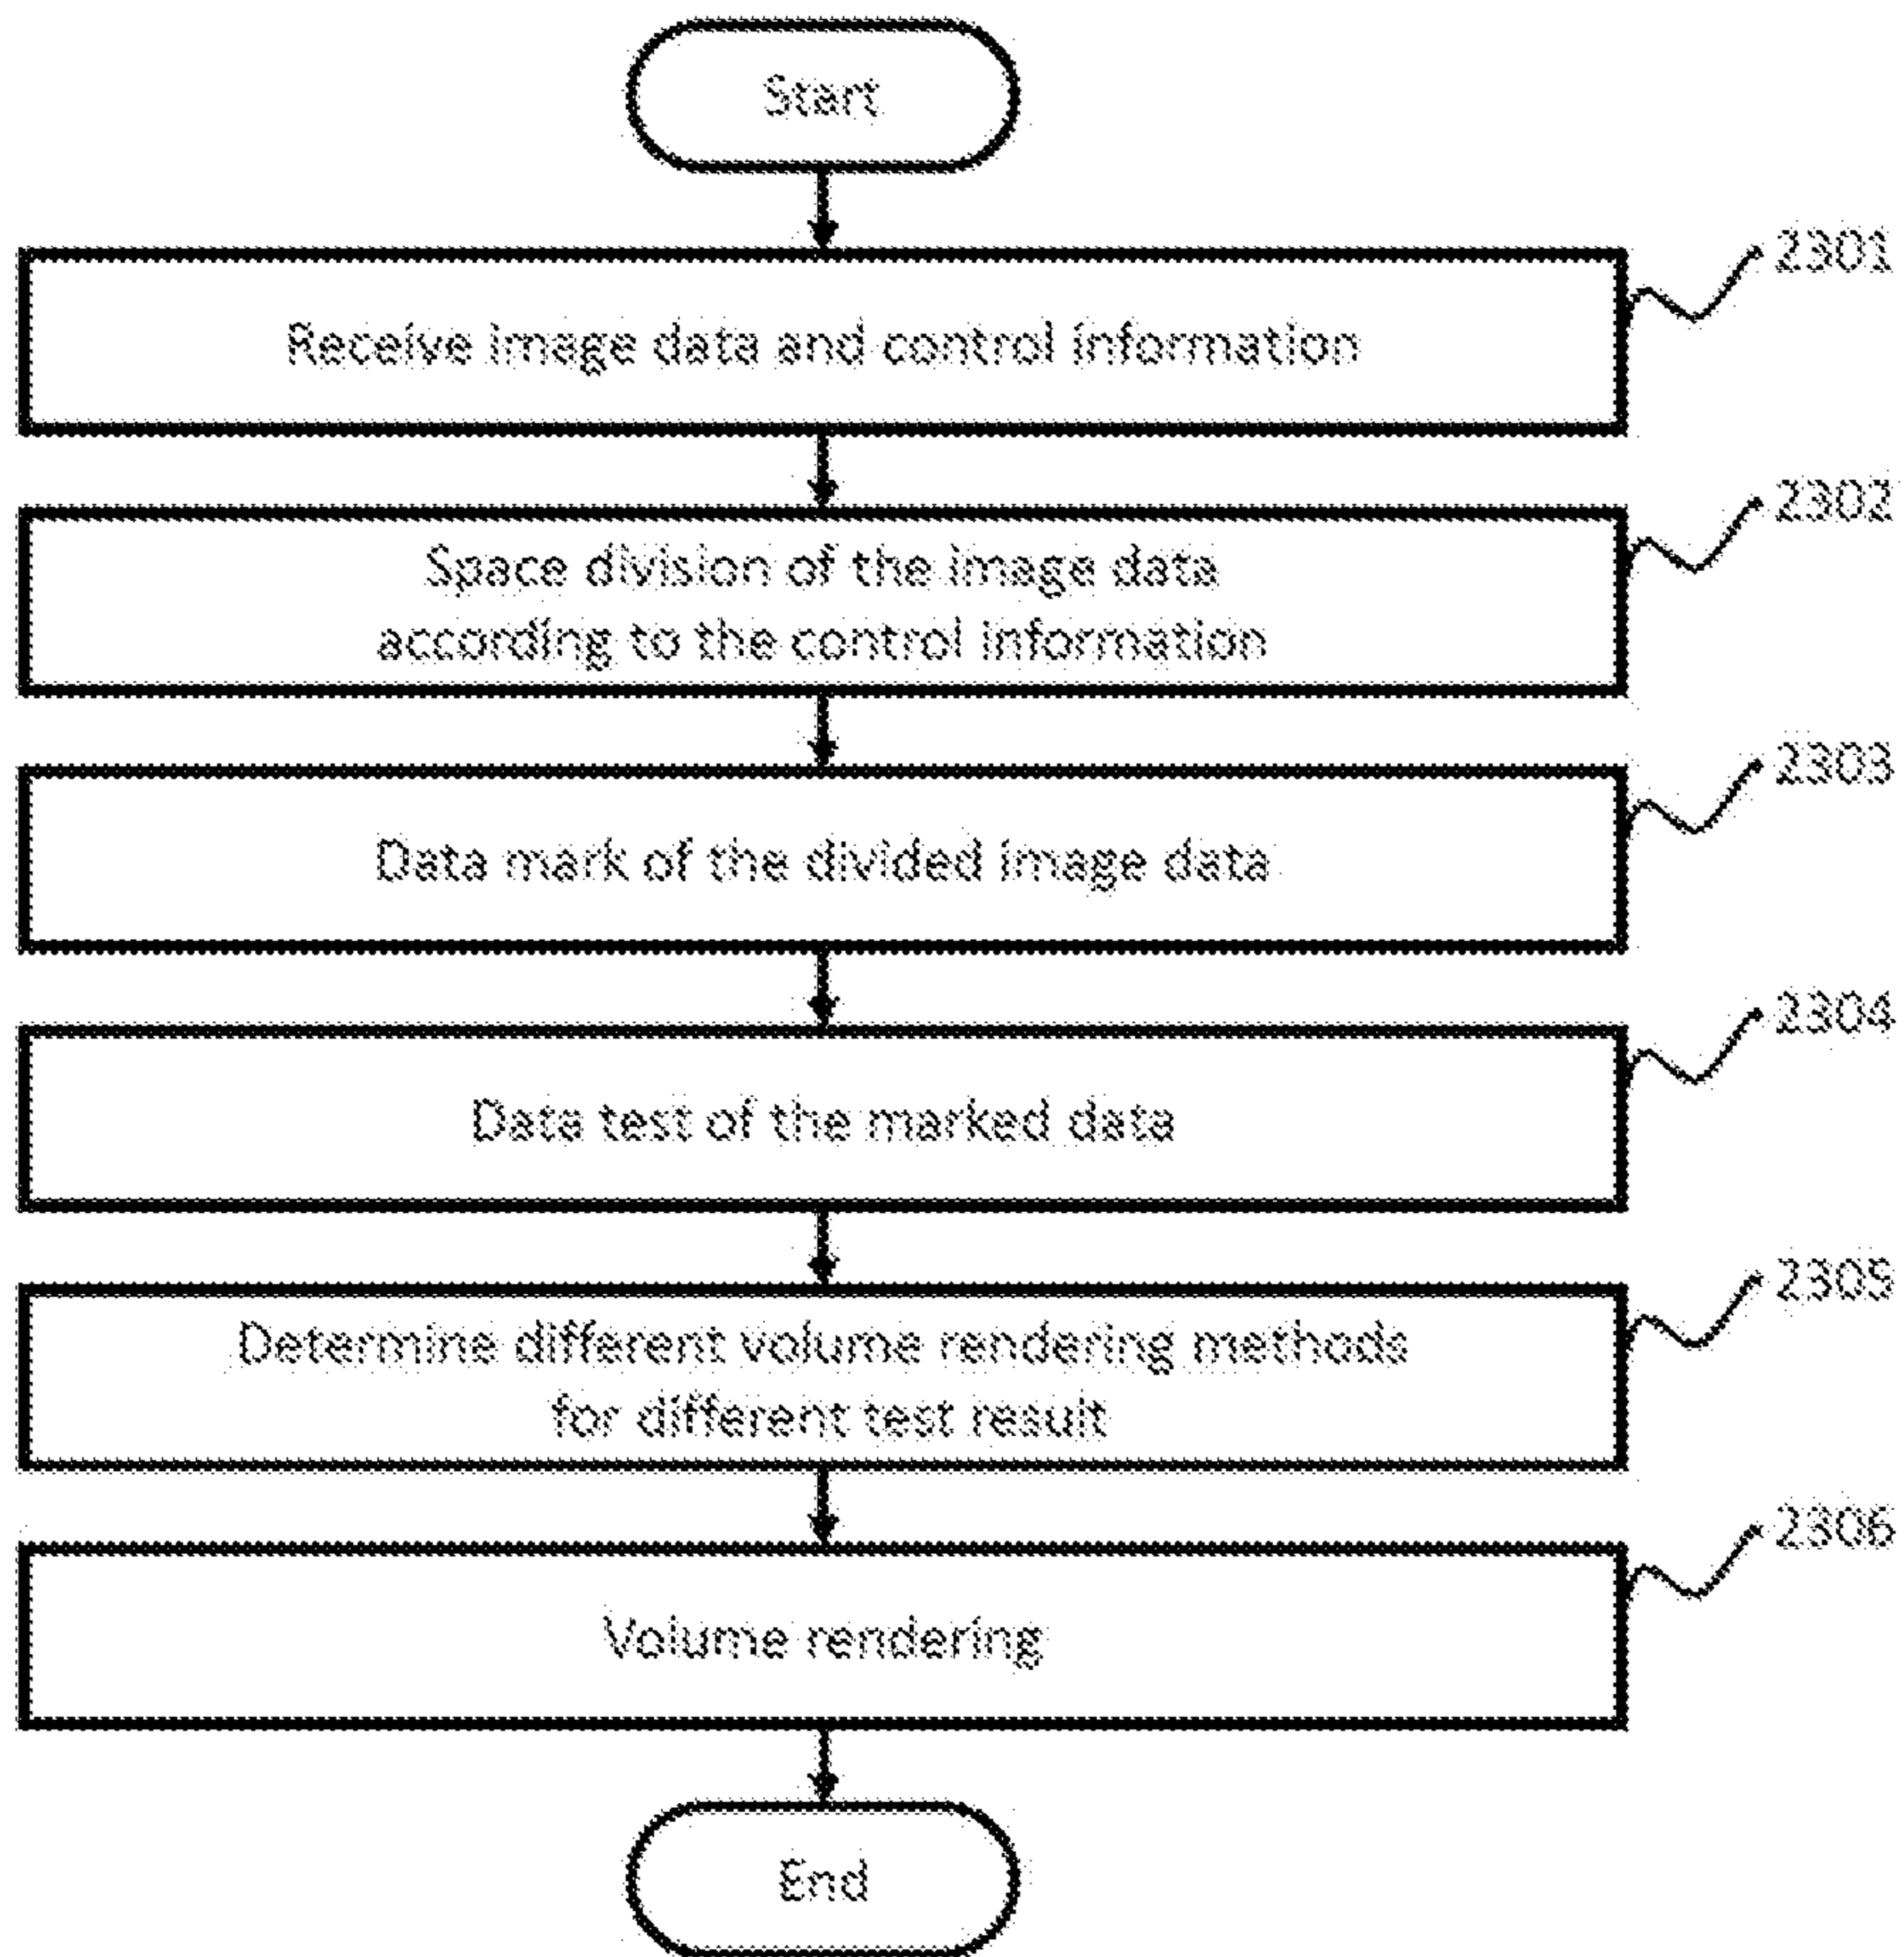 Start
2301
Receive image data and control information
2302
Space division of the image data
according to the control information
2303
Data mark of the divided image data
2304
Data test of the marked data
2305
Determine different volume rendering methods
for different test result
2306
Volume rendering
End